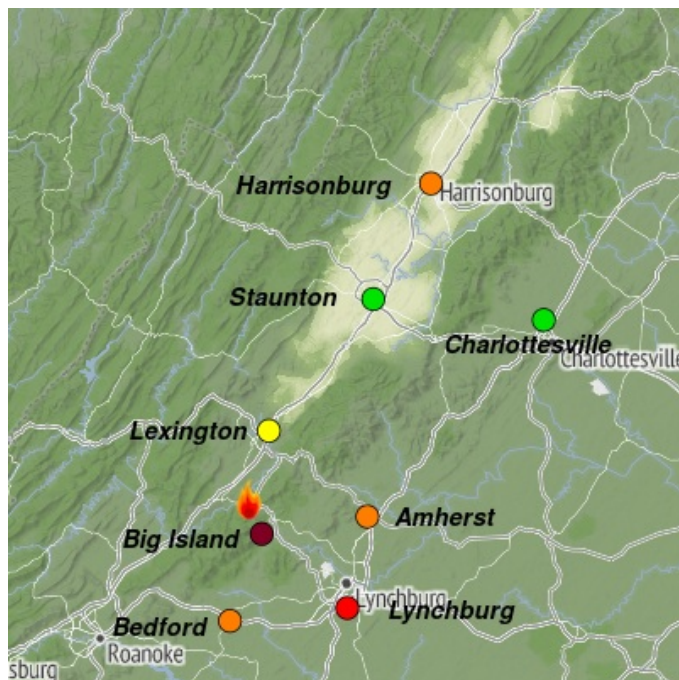 Harrisonburg
Harrisonburg
Staunton
Charlottesville
Charlottesville
Lexington
Amherst
Big Island
Lynchburg
Lynchburg
Bedford
Roanoke
sburg